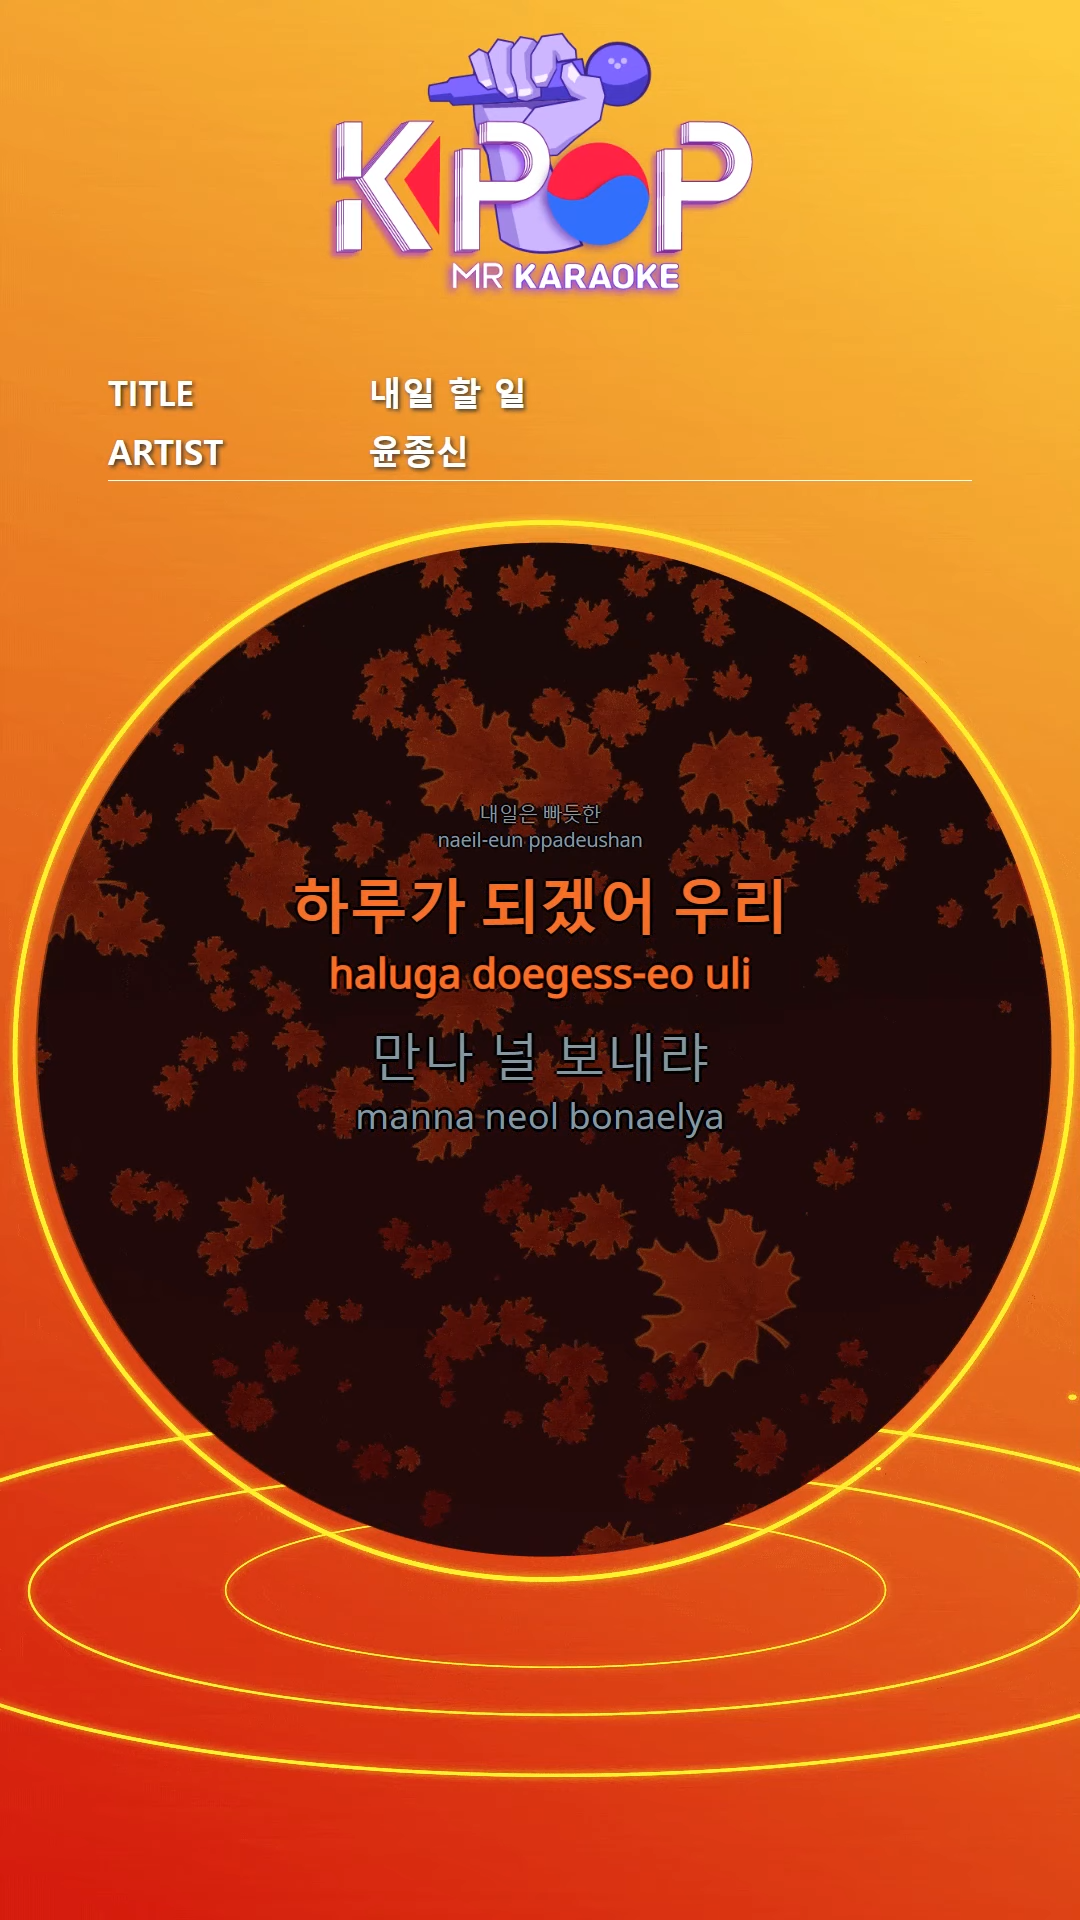 KPOP
MR KARAOKE
TITLE 내일 할 일
ARTIST 윤종신
내일은 빠듯한
naeil-eun ppadeushan
하루가 되겠어 우리
haluga doegess-eo uli
만나 널 보내랴
manna neol bonaelya